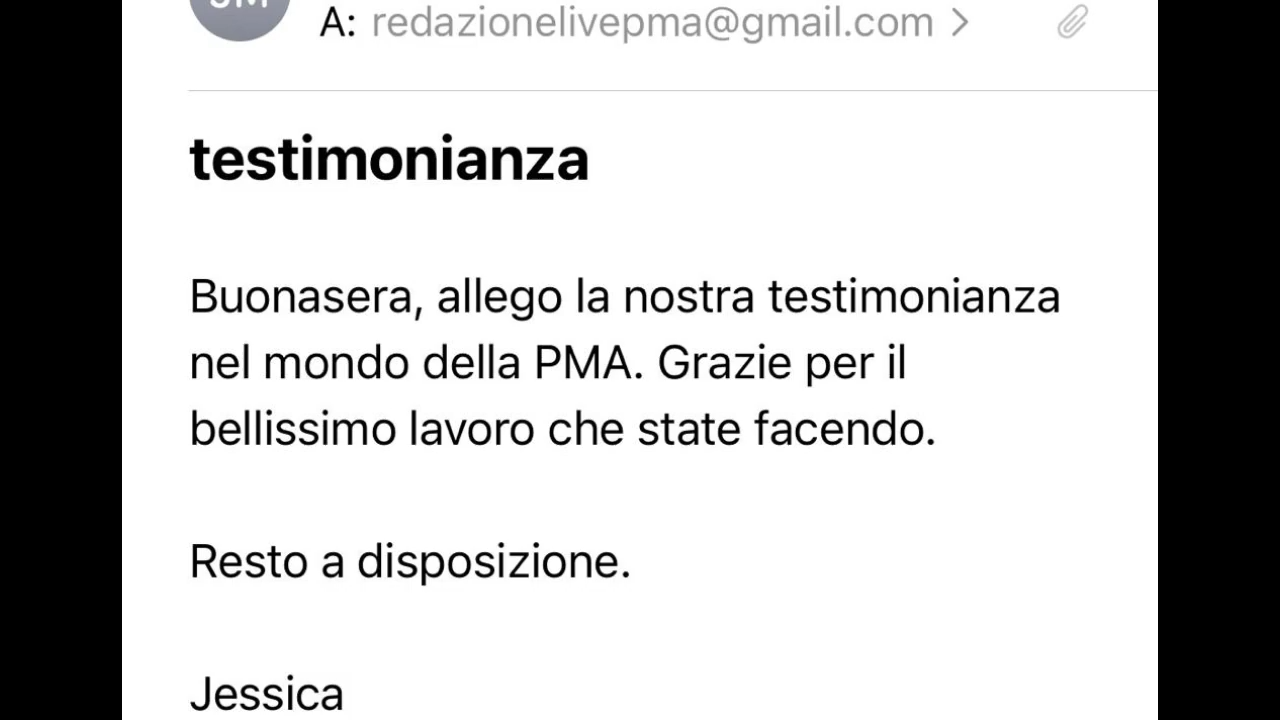 JM
A: redazionelivepma@gmail.com
testimonianza
Buonasera, allego la nostra testimonianza
nel mondo della PMA. Grazie per il
bellissimo lavoro che state facendo.
Resto a disposizione.
Jessica